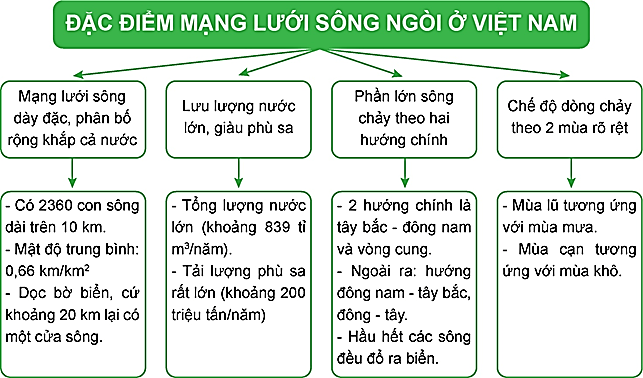 ĐẶC ĐIỂM MẠNG LƯỚI SÔNG NGÒI Ở VIỆT NAM
Mạng lưới sông
dày đặc, phân bố
rộng khắp cả nước
Lưu lượng nước
lớn, giàu phù sa
Phần lớn sông
chảy theo hai
hướng chính
Chế độ dòng chảy
theo 2 mùa rõ rệt
- Có 2360 con sông
dài trên 10 km.
- Mật độ trung bình:
0,66 km/km²
- Dọc bờ biển, cứ
khoảng 20 km lại có
một cửa sông.
- Tổng lượng nước
lớn (khoảng 839 tỉ
m³/năm).
- Tải lượng phù sa
rất lớn (khoảng 200
triệu tấn/năm)
- 2 hướng chính là
tây bắc - đông nam
và vòng cung.
- Ngoài ra: hướng
đông nam - tây bắc,
đông - tây.
- Hầu hết các sông
đều đổ ra biển.
- Mùa lũ tương ứng
với mùa mưa.
- Mùa cạn tương
ứng với mùa khô.